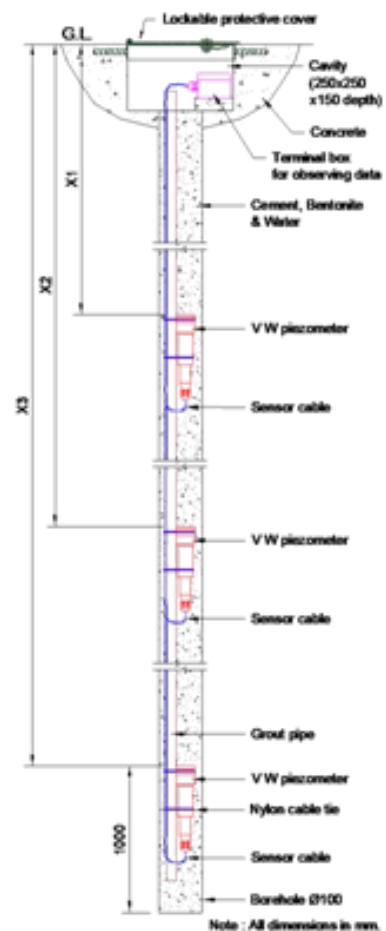 Lockable protective cover
G.L.
Cavity
(250x250
x150 depth)
Concrete
Terminal box
for observing data
X1
Cement, Bentonite
& Water
X2
X3
V W piezometer
Sensor cable
V W piezometer
Sensor cable
Grout pipe
V W piezometer
Nylon cable tie
1000
Sensor cable
Borehole Ø100
Note : All dimensions in mm.